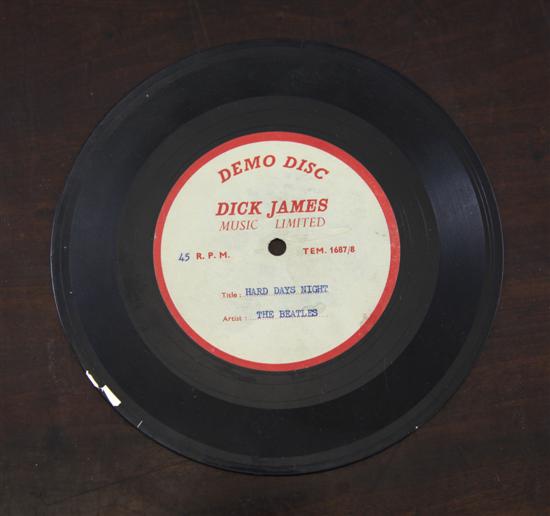 DEMO DISC
DICK JAMES
MUSIC LIMITED
45 R. P. M. TEM. 1687/8
Title: HARD DAYS NIGHT
Artist: THE BEATLES